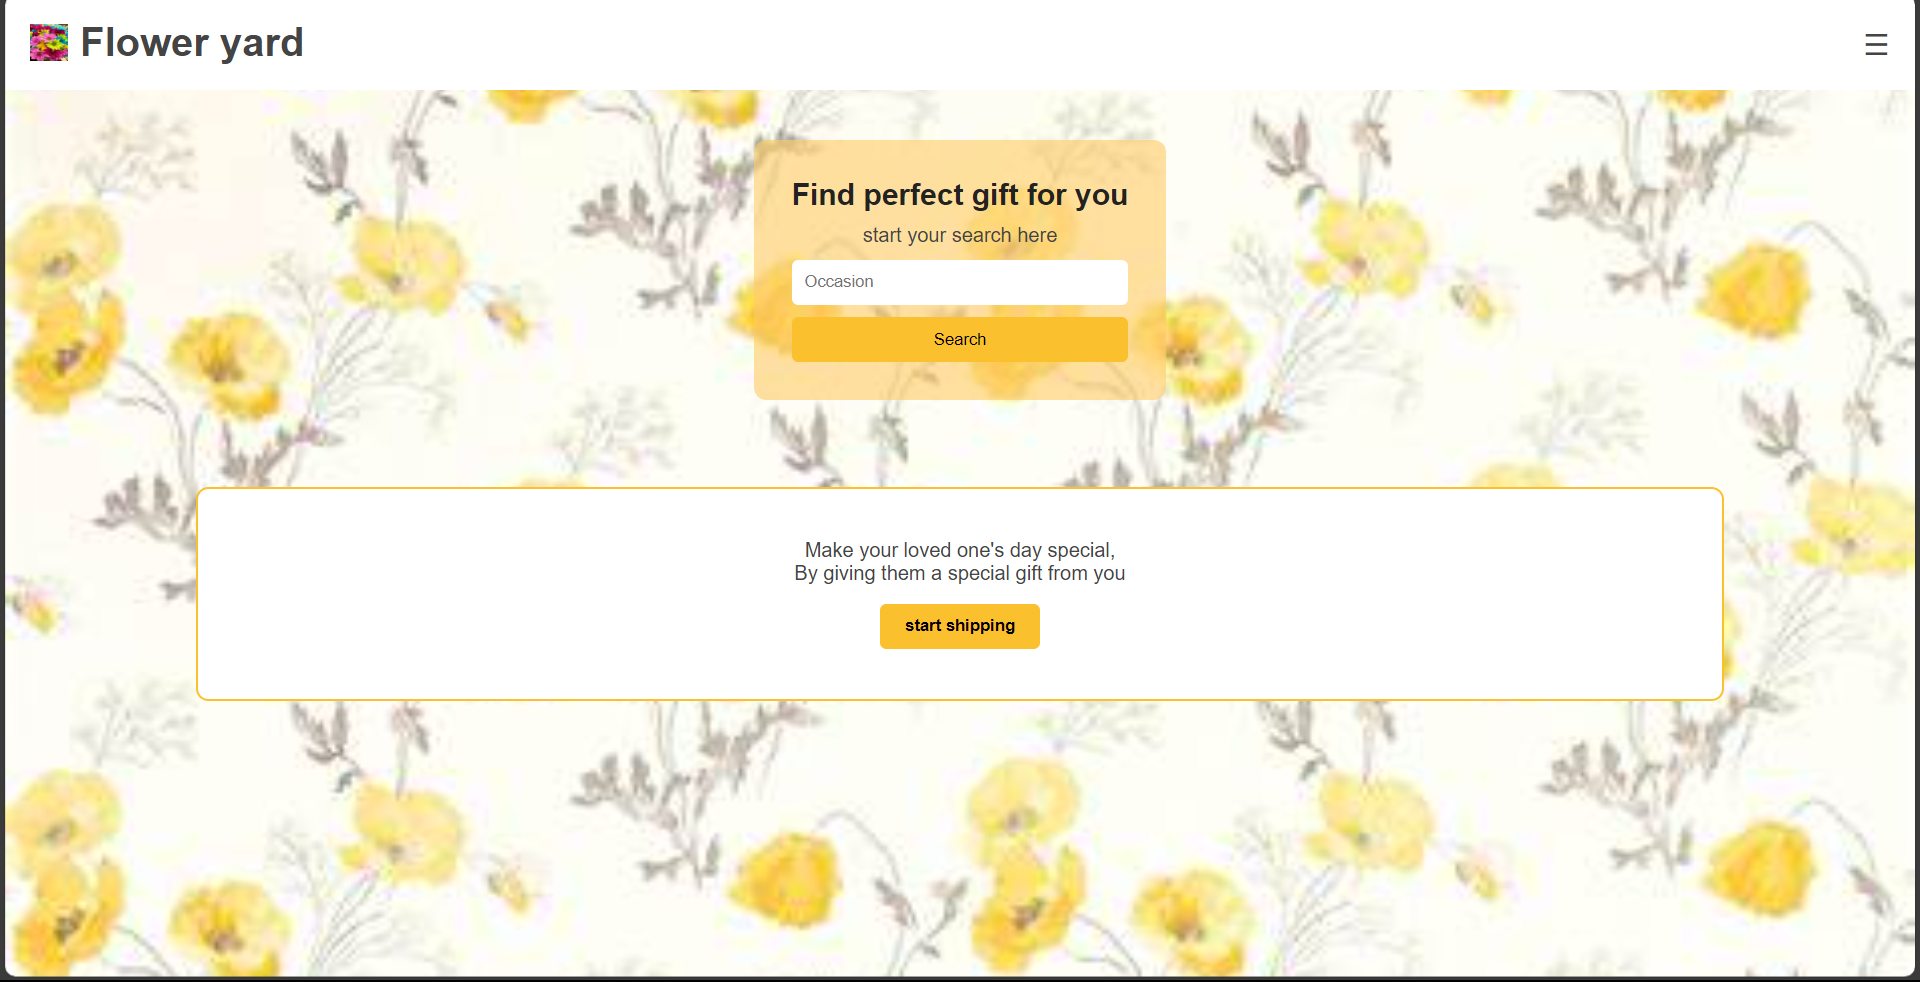 Flower yard
Find perfect gift for you
start your search here
Occasion
Search
Make your loved one's day special,
By giving them a special gift from you
start shipping